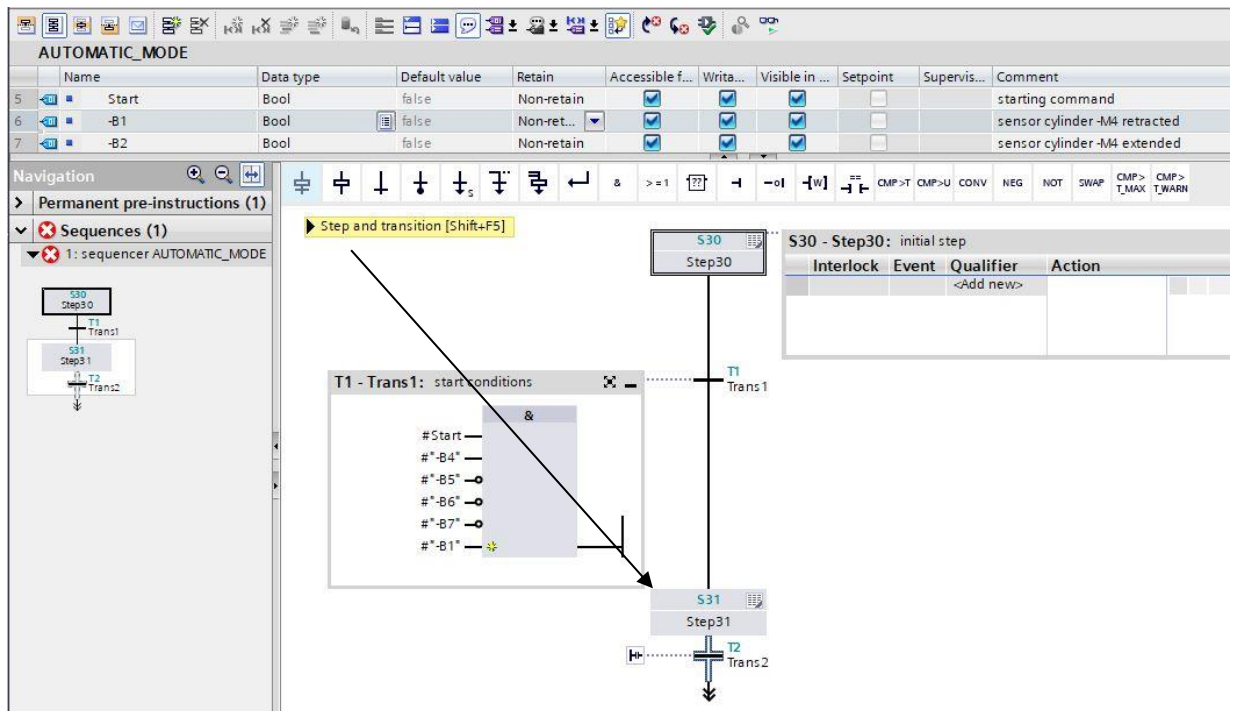 AUTOMATIC_MODE
Name Data type Default value Retain Accessible f... Writa... Visible in ... Setpoint Supervis... Comment
5 Start Bool false Non-retain starting command
6 -B1 Bool false Non-ret... sensor cylinder -M4 retracted
7 -B2 Bool false Non-retain sensor cylinder -M4 extended
Navigation
Permanent pre-instructions (1)
Sequences (1)
1: sequencer AUTOMATIC_MODE
S30
Step30
T1
Trans1
S31
Step31
T2
Trans2
& >=1 ?? -[w] == CMP>T CMP>U CONV NEG NOT SWAP CMP> T_MAX CMP> T_WARN
Step and transition [Shift+F5]
S30
Step30
S30 - Step30: initial step
Interlock Event Qualifier Action
<Add new>
T1 - Trans1: start conditions
T1
Trans1
&
#Start
#"-B4"
#"-B5"
#"-B6"
#"-B7"
#"-B1"
S31
Step31
T2
Trans2